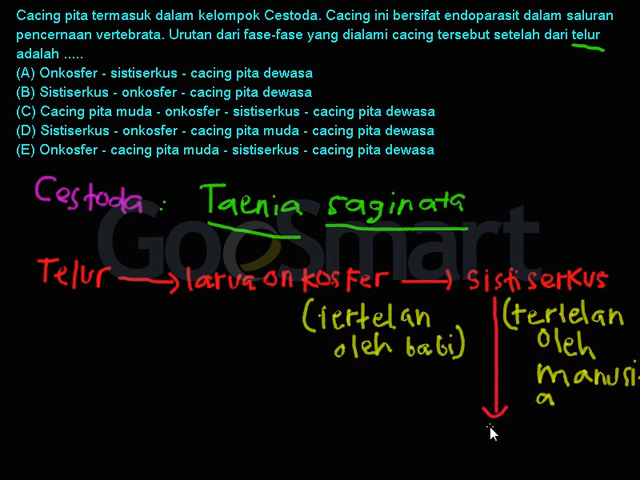 Cacing pita termasuk dalam kelompok Cestoda. Cacing ini bersifat endoparasit dalam saluran
pencernaan vertebrata. Urutan dari fase-fase yang dialami cacing tersebut setelah dari telur
adalah .....
(A) Onkosfer - sistiserkus - cacing pita dewasa
(B) Sistiserkus - onkosfer - cacing pita dewasa
(C) Cacing pita muda - onkosfer - sistiserkus - cacing pita dewasa
(D) Sistiserkus - onkosfer - cacing pita muda - cacing pita dewasa
(E) Onkosfer - cacing pita muda - sistiserkus - cacing pita dewasa
Cestoda : Taenia saginata
GooSmart
Telur → larva onkosfer → sistiserkus
(tertelan
oleh babi)
(tertelan
oleh
manusi-
a